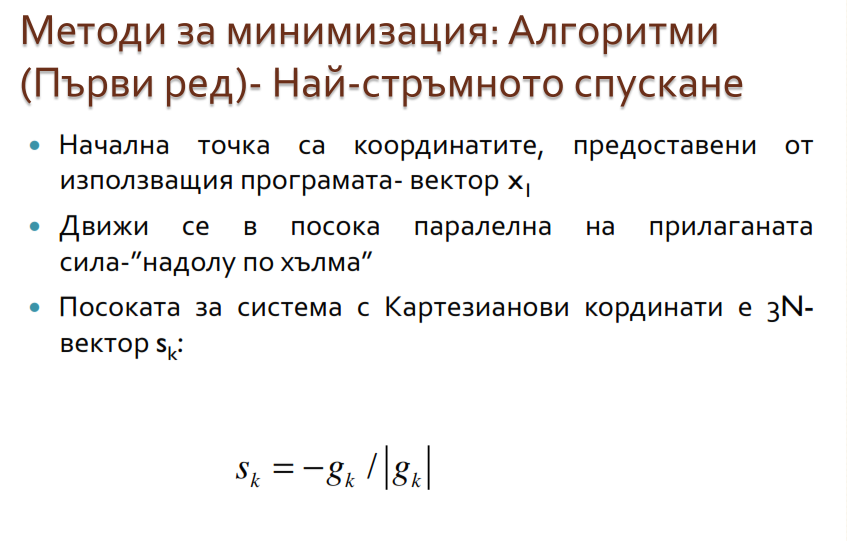 Методи за минимизация: Алгоритми
(Първи ред)- Най-стръмното спускане
• Начална точка са координатите, предоставени от
използващия програмата- вектор x₁
• Движи се в посока паралелна на прилаганата
сила-”надолу по хълма”
• Посоката за система с Картезианови кординати е 3N-
вектор sₖ:
sₖ = −gₖ / |gₖ|